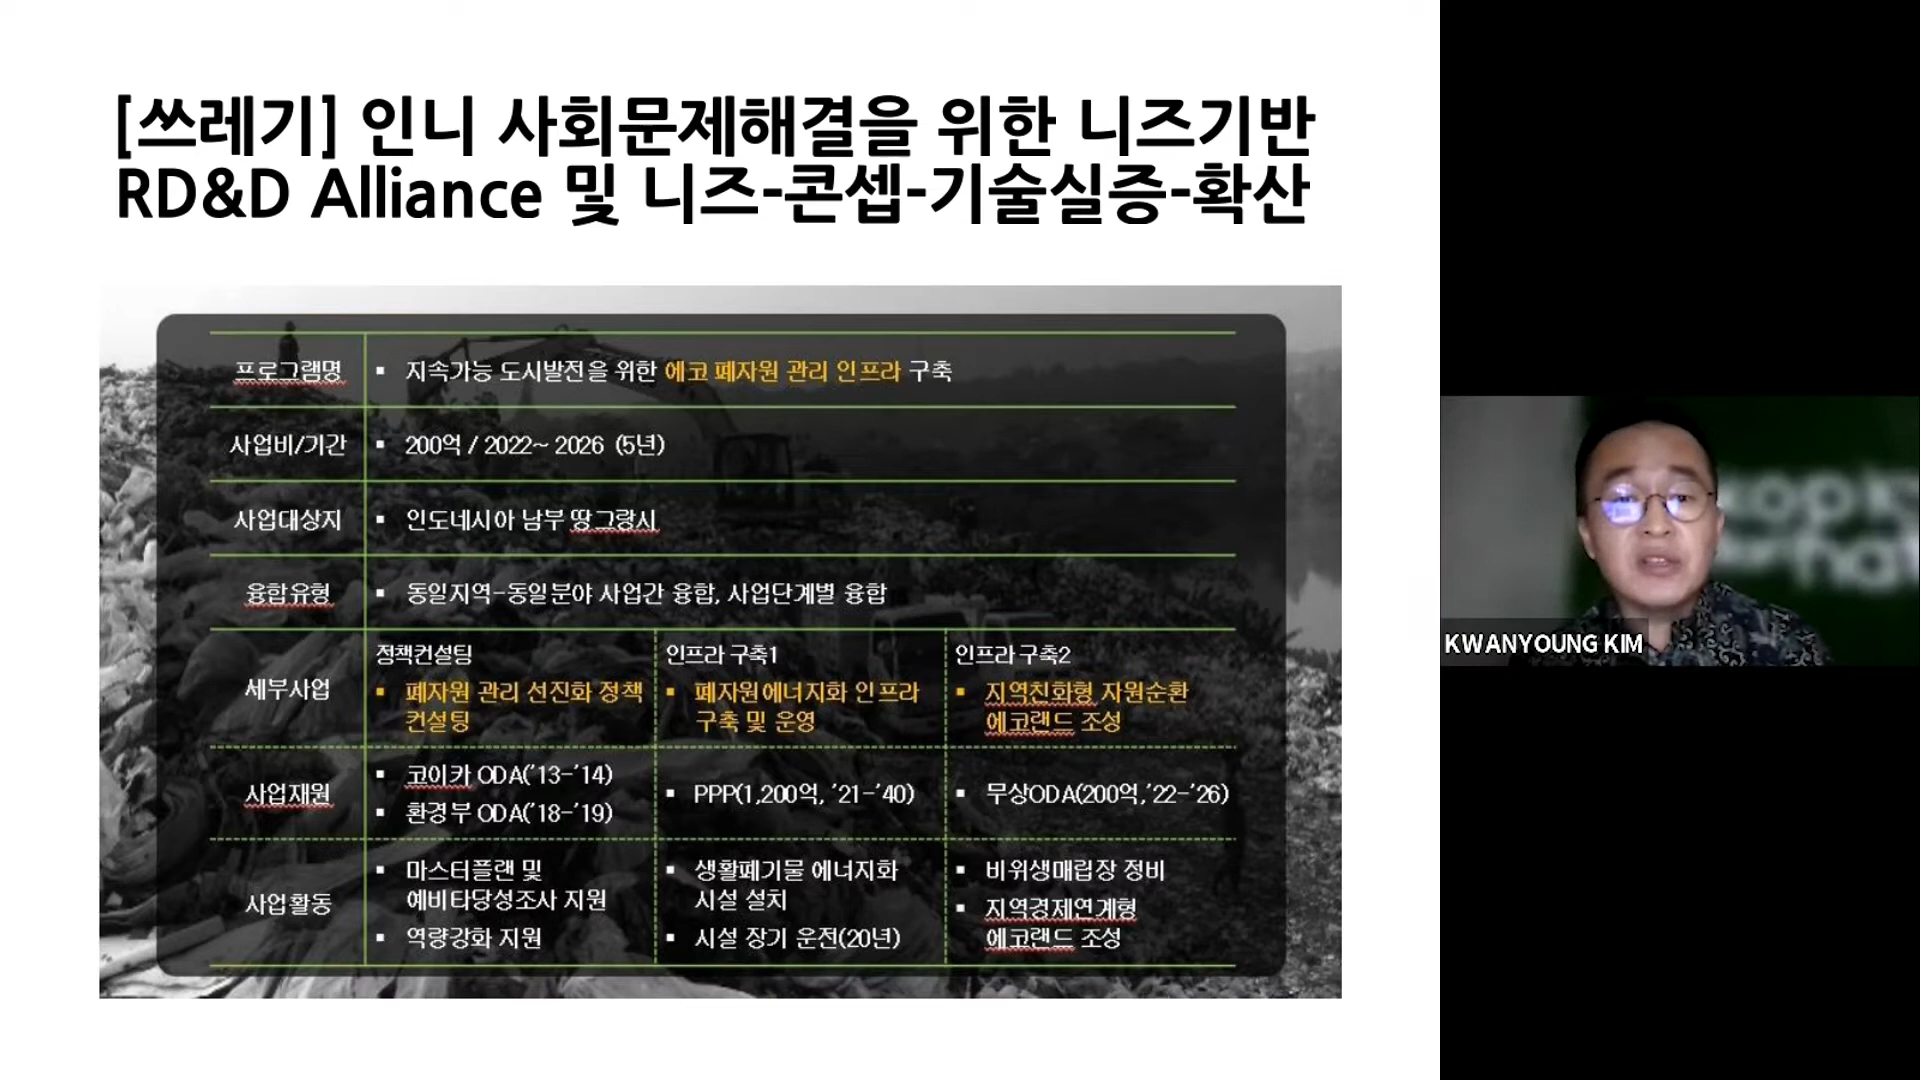 [쓰레기] 인니 사회문제해결을 위한 니즈기반
RD&D Alliance 및 니즈-콘셉-기술실증-확산
프로그램명
▪ 지속가능 도시발전을 위한 에코 폐자원 관리 인프라 구축
사업비/기간
▪ 200억 / 2022~ 2026 (5년)
사업대상지
▪ 인도네시아 남부 땅그랑시
융합유형
▪ 동일지역-동일분야 사업간 융합, 사업단계별 융합
세부사업
정책컨설팅
▪ 폐자원 관리 선진화 정책
컨설팅
인프라 구축1
▪ 폐자원에너지화 인프라
구축 및 운영
인프라 구축2
▪ 지역친화형 자원순환
에코랜드 조성
사업재원
▪ 코이카 ODA('13-'14)
▪ 환경부 ODA('18-'19)
▪ PPP(1,200억, '21-'40)
▪ 무상ODA(200억,'22-'26)
사업활동
▪ 마스터플랜 및
예비타당성조사 지원
▪ 역량강화 지원
▪ 생활폐기물 에너지화
시설 설치
▪ 시설 장기 운전(20년)
▪ 비위생매립장 정비
▪ 지역경제연계형
에코랜드 조성
KWANYOUNG KIM